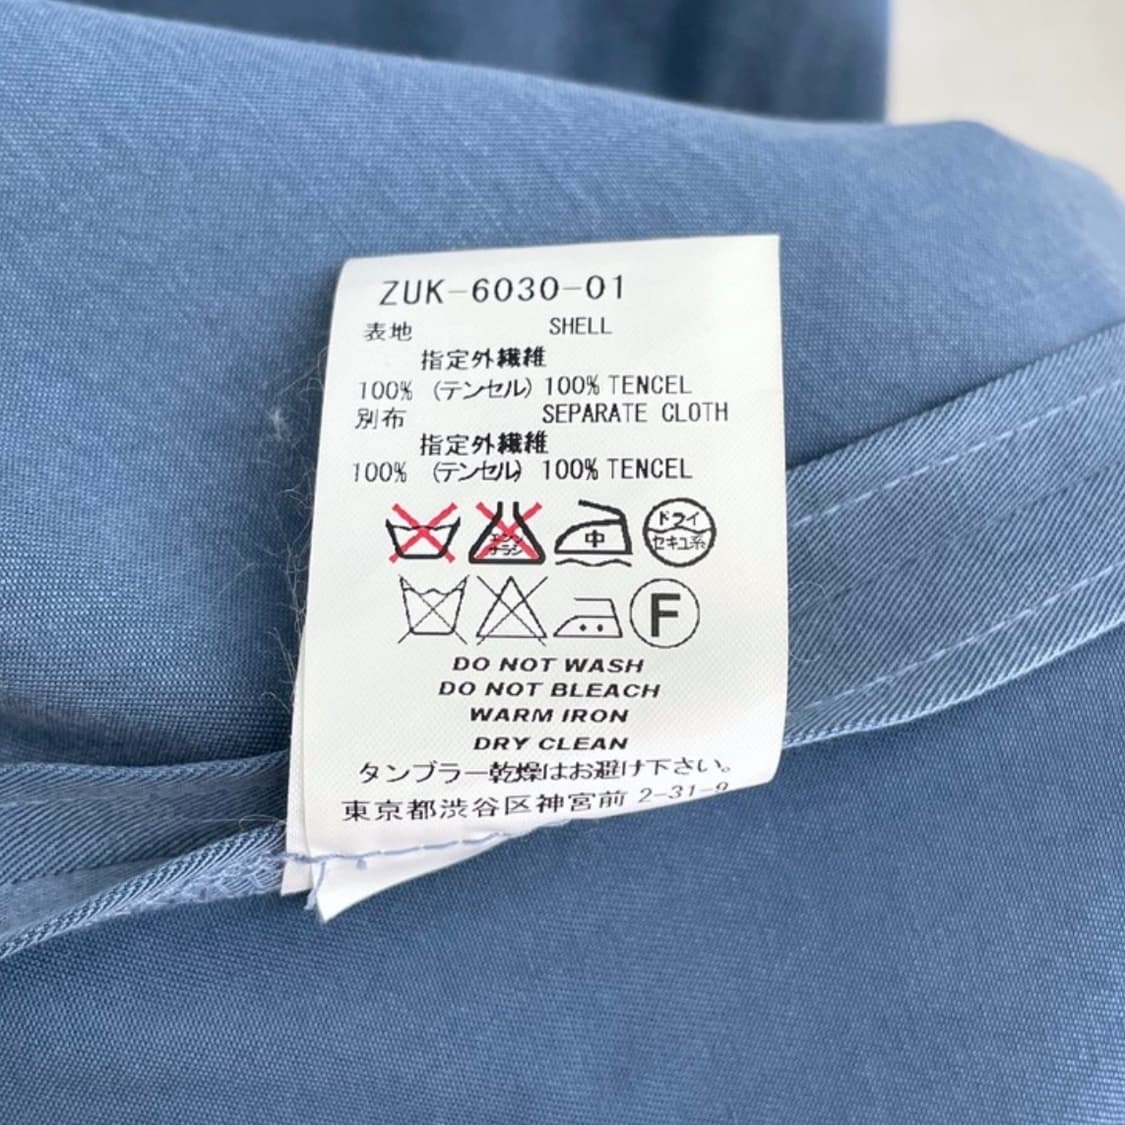 ZUK-6030-01
表地 SHELL
指定外繊維
100% (テンセル) 100% TENCEL
別布 SEPARATE CLOTH
指定外繊維
100% (テンセル) 100% TENCEL
エンソ サラシ 中 ドライ セキユ系
F
DO NOT WASH
DO NOT BLEACH
WARM IRON
DRY CLEAN
タンブラー乾燥はお避け下さい。
東京都渋谷区神宮前 2-31-9